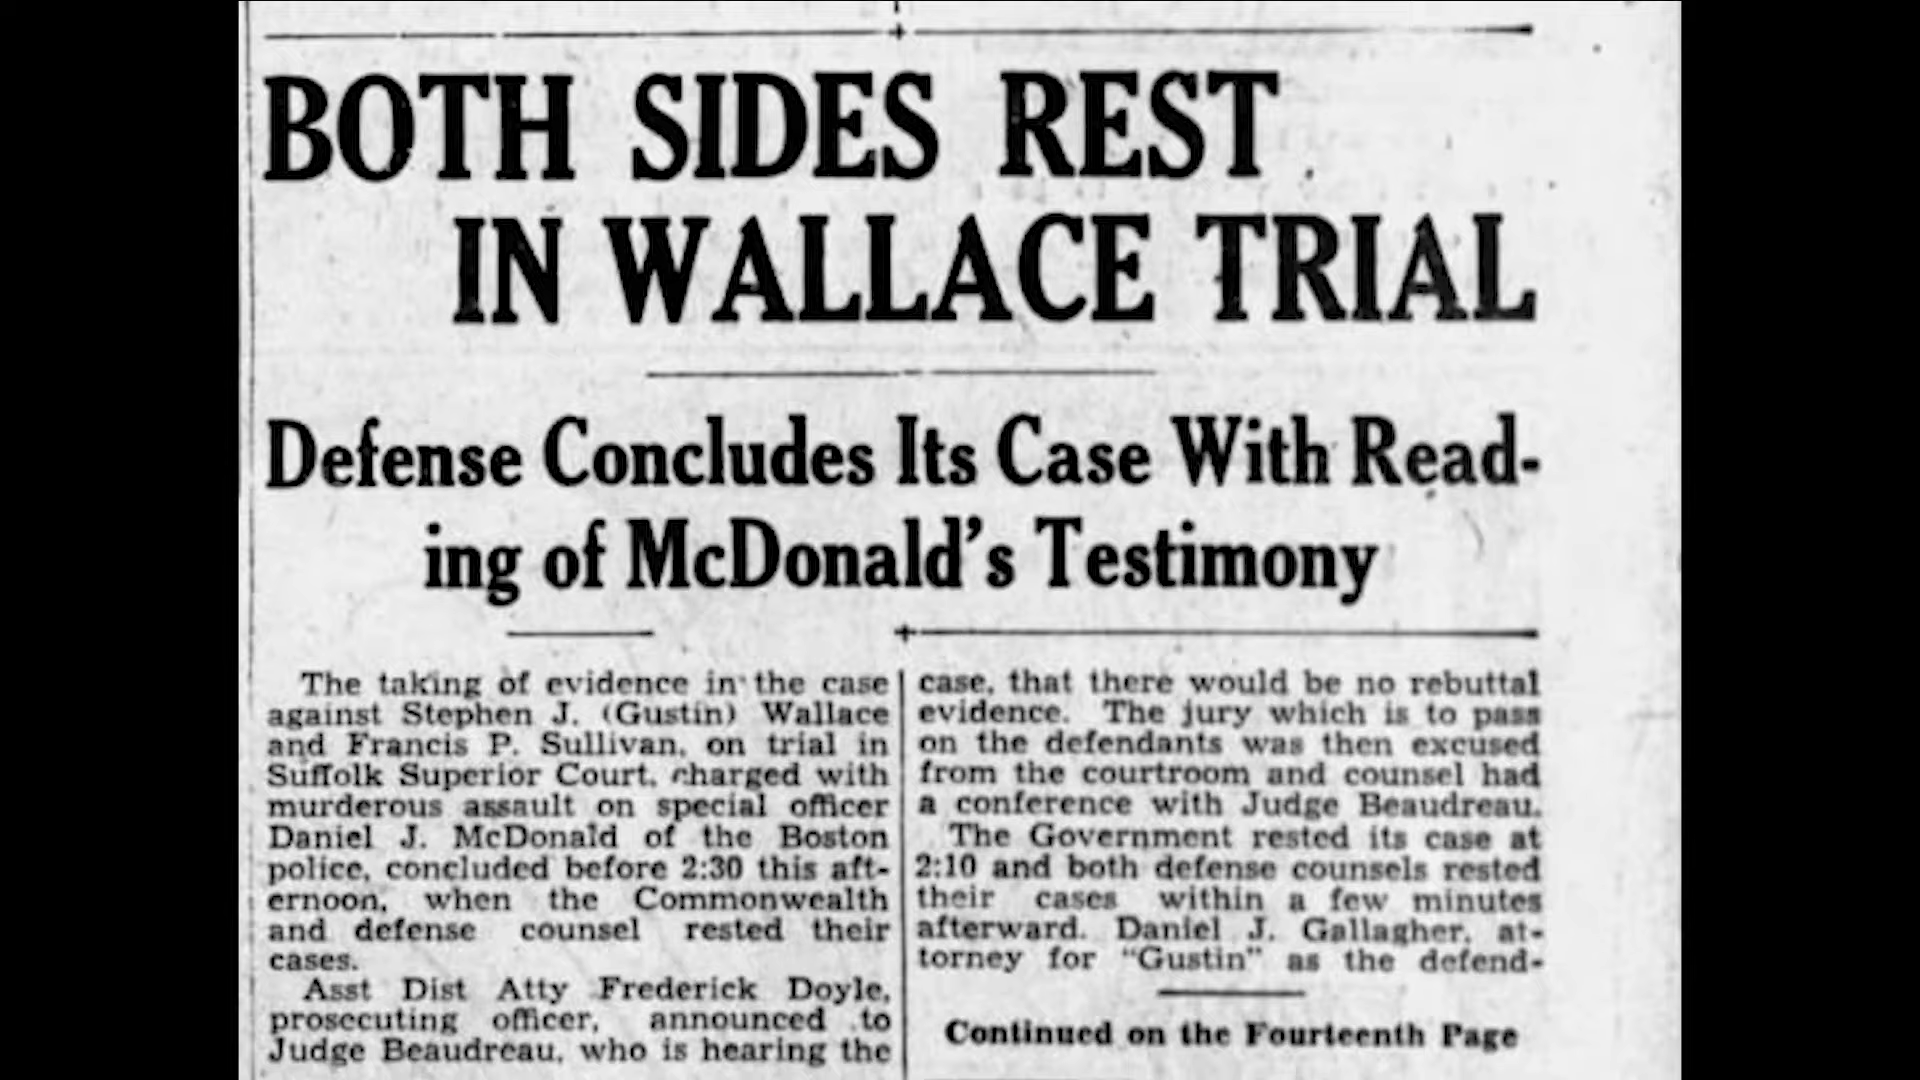 BOTH SIDES REST
IN WALLACE TRIAL
Defense Concludes Its Case With Read-
ing of McDonald's Testimony
The taking of evidence in the case
against Stephen J. (Gustin) Wallace
and Francis P. Sullivan, on trial in
Suffolk Superior Court, charged with
murderous assault on special officer
Daniel J. McDonald of the Boston
police, concluded before 2:30 this aft-
ernoon, when the Commonwealth
and defense counsel rested their
cases.
Asst Dist Atty Frederick Doyle,
prosecuting officer, announced to
Judge Beaudreau, who is hearing the
case, that there would be no rebuttal
evidence. The jury which is to pass
on the defendants was then excused
from the courtroom and counsel had
a conference with Judge Beaudreau.
The Government rested its case at
2:10 and both defense counsels rested
their cases within a few minutes
afterward. Daniel J. Gallagher, at-
torney for "Gustin" as the defend-
Continued on the Fourteenth Page